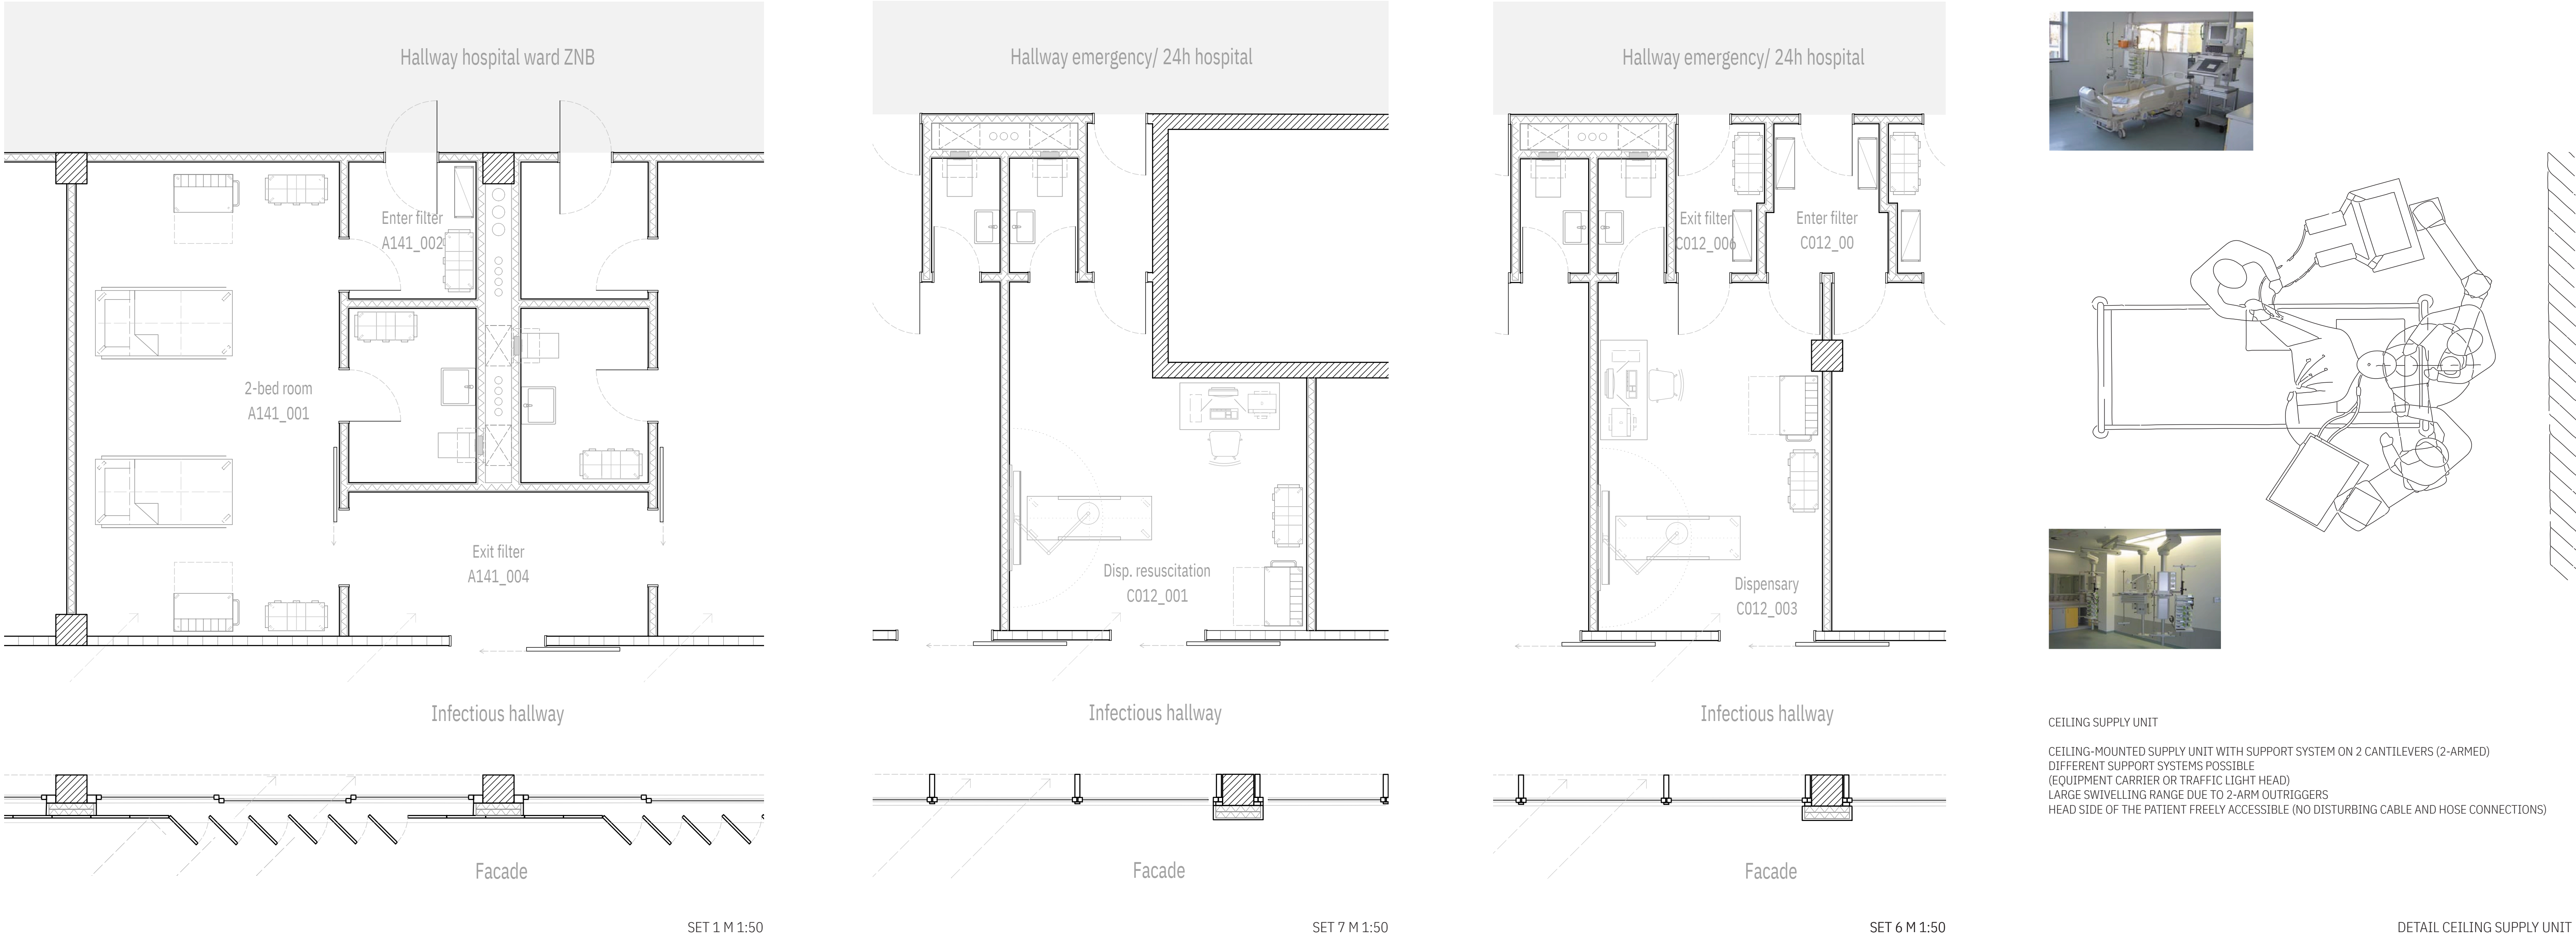 Hallway hospital ward ZNB
Enter filter
A141_002
2-bed room
A141_001
Exit filter
A141_004
Infectious hallway
Facade
SET 1 M 1:50
Hallway emergency/ 24h hospital
Disp. resuscitation
C012_001
Infectious hallway
Facade
SET 7 M 1:50
Hallway emergency/ 24h hospital
Exit filter
C012_006
Enter filter
C012_00
Dispensary
C012_003
Infectious hallway
Facade
SET 6 M 1:50
CEILING SUPPLY UNIT
CEILING-MOUNTED SUPPLY UNIT WITH SUPPORT SYSTEM ON 2 CANTILEVERS (2-ARMED)
DIFFERENT SUPPORT SYSTEMS POSSIBLE
(EQUIPMENT CARRIER OR TRAFFIC LIGHT HEAD)
LARGE SWIVELLING RANGE DUE TO 2-ARM OUTRIGGERS
HEAD SIDE OF THE PATIENT FREELY ACCESSIBLE (NO DISTURBING CABLE AND HOSE CONNECTIONS)
DETAIL CEILING SUPPLY UNIT